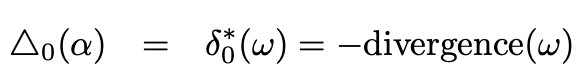 △₀(α) = δ₀*(ω) = −divergence(ω)